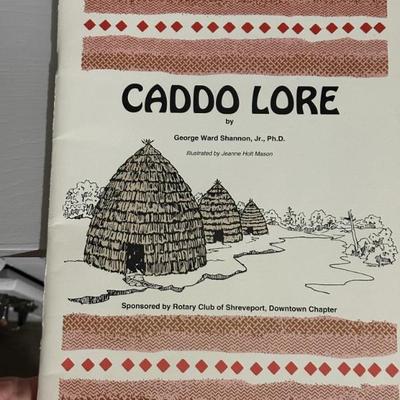 CADDO LORE
by
George Ward Shannon, Jr., Ph.D.
Illustrated by Jeanne Holt Mason
Sponsored by Rotary Club of Shreveport, Downtown Chapter